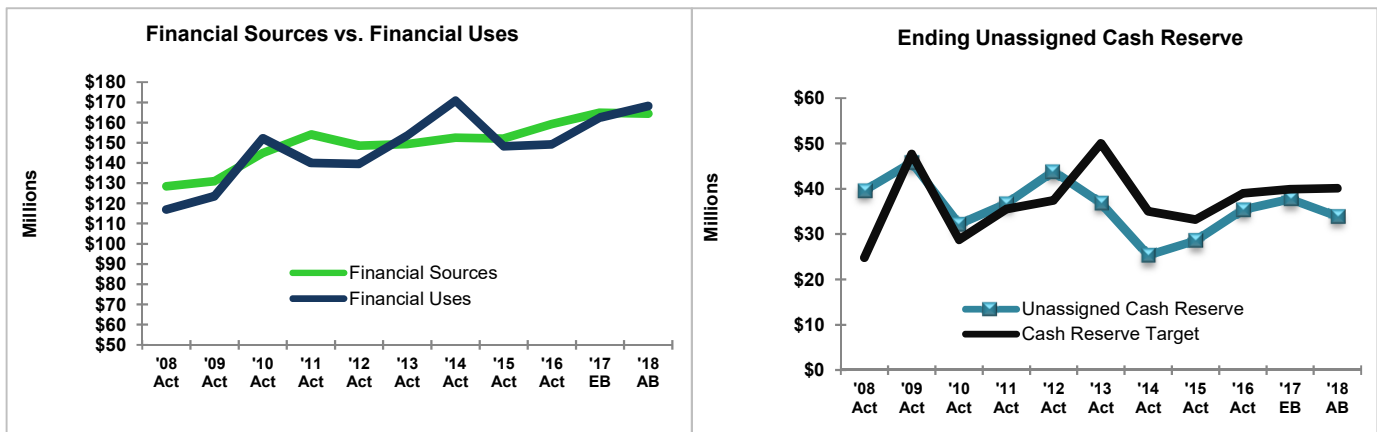 Financial Sources vs. Financial Uses
Millions
$180
$170
$160
$150
$140
$130
$120
$110
$100
$90
$80
$70
$60
$50
Financial Sources
Financial Uses
'08 '09 '10 '11 '12 '13 '14 '15 '16 '17 '18
Act Act Act Act Act Act Act Act Act EB AB
Ending Unassigned Cash Reserve
Millions
$60
$50
$40
$30
$20
$10
$0
Unassigned Cash Reserve
Cash Reserve Target
'08 '09 '10 '11 '12 '13 '14 '15 '16 '17 '18
Act Act Act Act Act Act Act Act Act EB AB